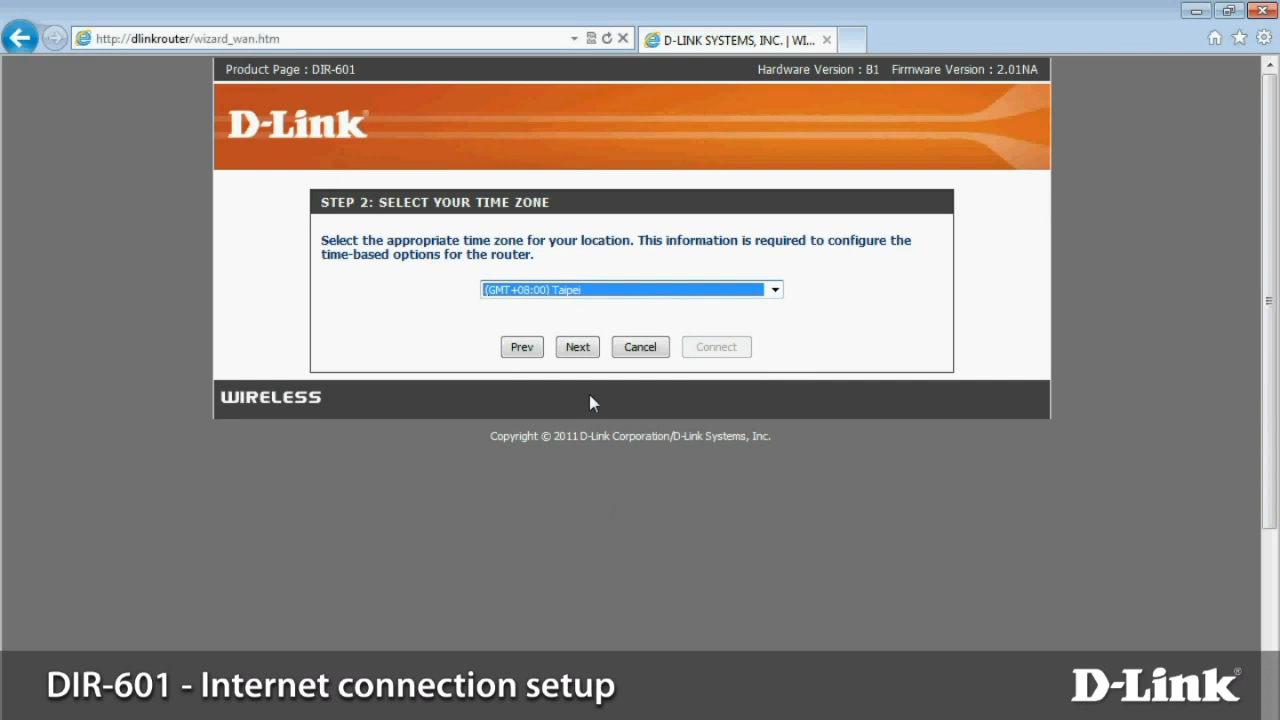 http://dlinkrouter/wizard_wan.htm
D-LINK SYSTEMS, INC. | WI...
Product Page : DIR-601
Hardware Version : B1 Firmware Version : 2.01NA
D-Link
STEP 2: SELECT YOUR TIME ZONE
Select the appropriate time zone for your location. This information is required to configure the
time-based options for the router.
(GMT+08:00) Taipei
Prev
Next
Cancel
Connect
WIRELESS
Copyright © 2011 D-Link Corporation/D-Link Systems, Inc.
DIR-601 - Internet connection setup
D-Link®